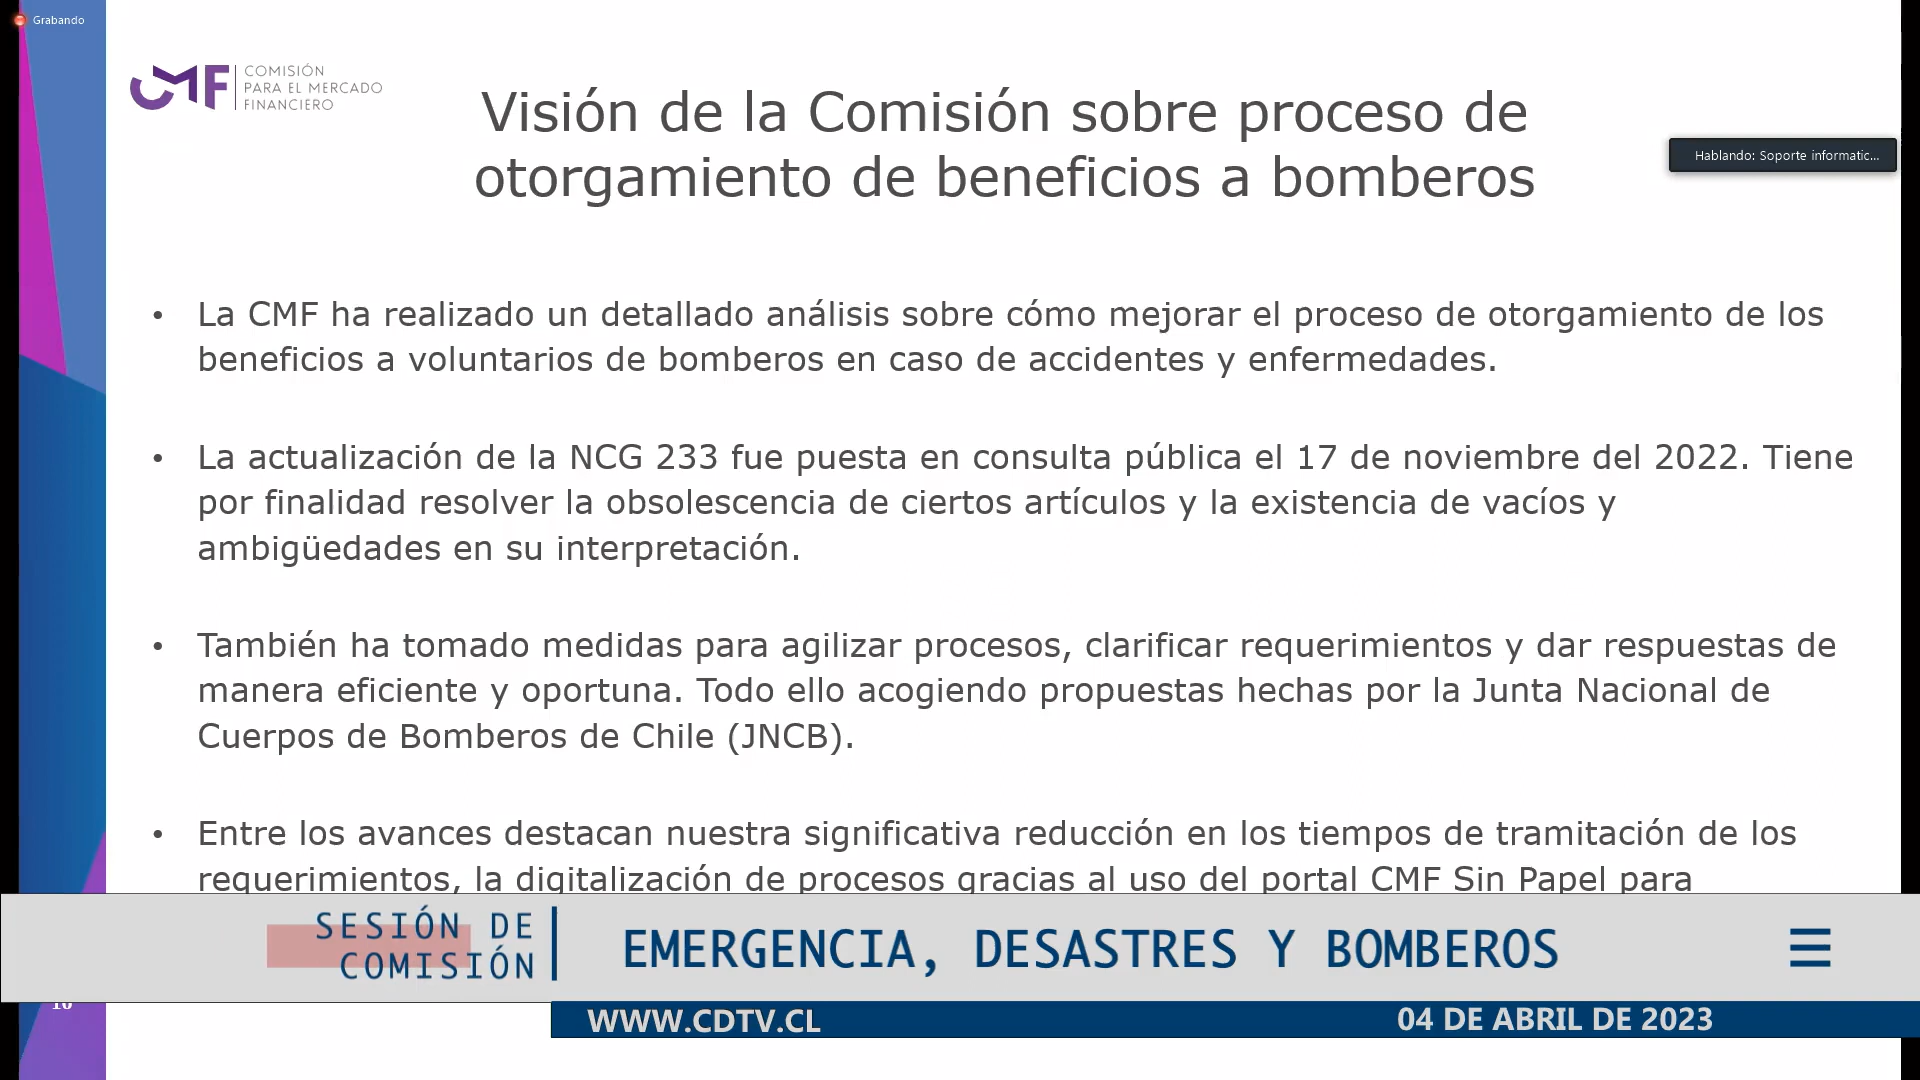 Grabando
CMF
COMISIÓN
PARA EL MERCADO
FINANCIERO
Visión de la Comisión sobre proceso de
otorgamiento de beneficios a bomberos
Hablando: Soporte informatic...
• La CMF ha realizado un detallado análisis sobre cómo mejorar el proceso de otorgamiento de los
beneficios a voluntarios de bomberos en caso de accidentes y enfermedades.
• La actualización de la NCG 233 fue puesta en consulta pública el 17 de noviembre del 2022. Tiene
por finalidad resolver la obsolescencia de ciertos artículos y la existencia de vacíos y
ambigüedades en su interpretación.
• También ha tomado medidas para agilizar procesos, clarificar requerimientos y dar respuestas de
manera eficiente y oportuna. Todo ello acogiendo propuestas hechas por la Junta Nacional de
Cuerpos de Bomberos de Chile (JNCB).
• Entre los avances destacan nuestra significativa reducción en los tiempos de tramitación de los
requerimientos, la digitalización de procesos gracias al uso del portal CMF Sin Papel para
SESIÓN DE
COMISIÓN
EMERGENCIA, DESASTRES Y BOMBEROS
WWW.CDTV.CL
04 DE ABRIL DE 2023